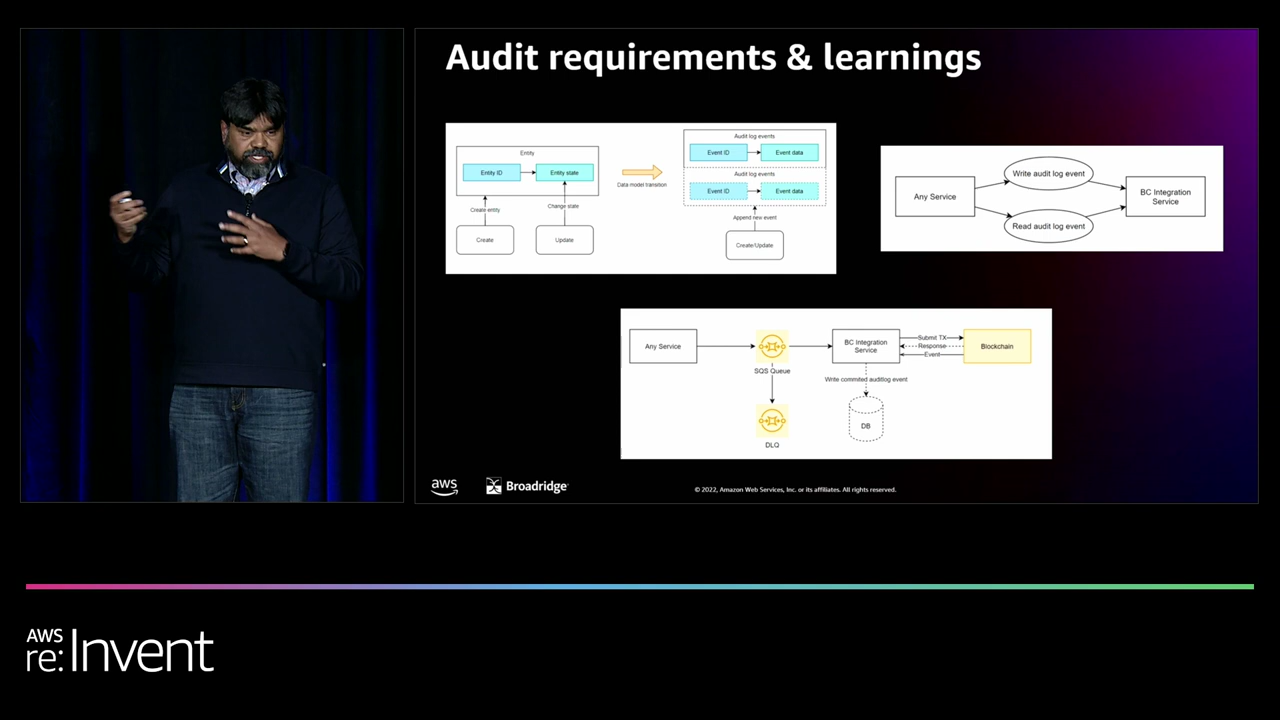 Audit requirements & learnings
Entity
Entity ID
Entity state
Create entity
Change state
Create
Update
Data model transition
Audit log events
Event ID
Event data
Audit log events
Event ID
Event data
Append new event
Create/Update
Any Service
Write audit log event
Read audit log event
BC Integration
Service
Any Service
SQS Queue
DLQ
BC Integration
Service
Submit TX
Response
Event
Blockchain
Write commited auditlog event
DB
aws
Broadridge
© 2022, Amazon Web Services, Inc. or its affiliates. All rights reserved.
AWS
re:Invent